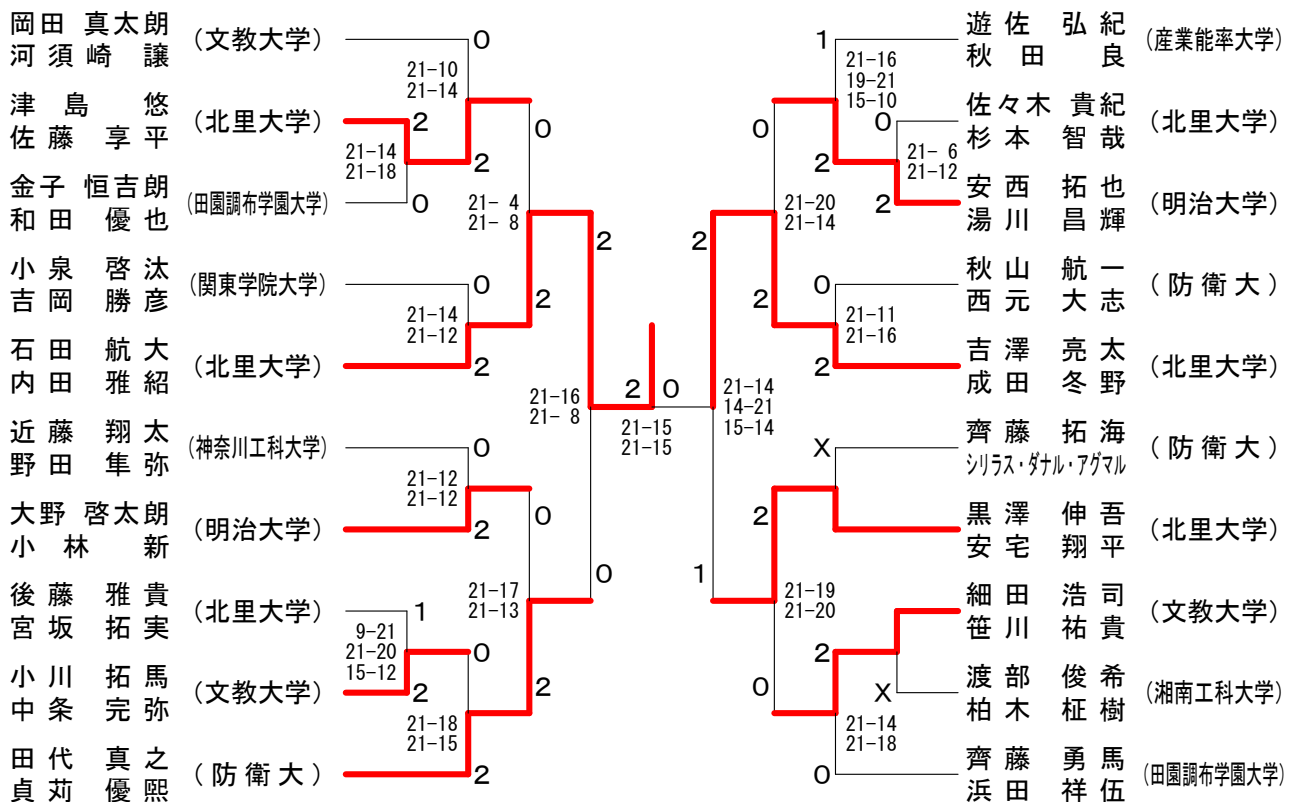 岡田 真太朗
河須崎 譲
(文教大学)
0
21-10
21-14
津島 悠
佐藤 享平
(北里大学)
2
21-14
21-18
2
0
金子 恒吉朗
和田 優也
(田園調布学園大学)
0
21- 4
21- 8
2
小泉 啓汰
吉岡 勝彦
(関東学院大学)
0
21-14
21-12
2
石田 航大
内田 雅紹
(北里大学)
2
21-16
21- 8
近藤 翔太
野田 隼弥
(神奈川工科大学)
0
21-12
21-12
大野 啓太朗
小林 新
(明治大学)
2
0
21-17
21-13
0
後藤 雅貴
宮坂 拓実
(北里大学)
1
9-21
21-20
15-12
0
小川 拓馬
中条 完弥
(文教大学)
2
2
21-18
21-15
田代 真之
貞苅 優熙
(防衛大)
2
2 0
21-15
21-15
1
遊佐 弘紀
秋田 良
(産業能率大学)
21-16
19-21
15-10
0
0
佐々木 貴紀
杉本 智哉
(北里大学)
21- 6
21-12
2
2
安西 拓也
湯川 昌輝
(明治大学)
21-20
21-14
2
2
0
秋山 航一
西元 大志
(防衛大)
21-11
21-16
2
吉澤 亮太
成田 冬野
(北里大学)
21-14
14-21
15-14
X
齊藤 拓海
シリラス・ダナル・アグマル
(防衛大)
2
黒澤 伸吾
安宅 翔平
(北里大学)
1
21-19
21-20
細田 浩司
笹川 祐貴
(文教大学)
2
0
X
渡部 俊希
柏木 柾樹
(湘南工科大学)
21-14
21-18
0
齊藤 勇馬
浜田 祥伍
(田園調布学園大学)